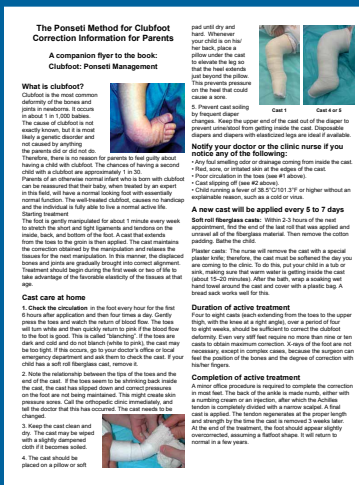 The Ponseti Method for Clubfoot
Correction Information for Parents
A companion flyer to the book:
Clubfoot: Ponseti Management
What is clubfoot?
Clubfoot is the most common
deformity of the bones and
joints in newborns. It occurs
in about 1 in 1,000 babies.
The cause of clubfoot is not
exactly known, but it is most
likely a genetic disorder and
not caused by anything
the parents did or did not do.
Therefore, there is no reason for parents to feel guilty about
having a child with clubfoot. The chances of having a second
child with a clubfoot are approximately 1 in 30.
Parents of an otherwise normal infant who is born with clubfoot
can be reassured that their baby, when treated by an expert
in this field, will have a normal looking foot with essentially
normal function. The well-treated clubfoot, causes no handicap
and the individual is fully able to live a normal active life.
Starting treatment
The foot is gently manipulated for about 1 minute every week
to stretch the short and tight ligaments and tendons on the
inside, back, and bottom of the foot. A cast that extends
from the toes to the groin is then applied. The cast maintains
the correction obtained by the manipulation and relaxes the
tissues for the next manipulation. In this manner, the displaced
bones and joints are gradually brought into correct alignment.
Treatment should begin during the first week or two of life to
take advantage of the favorable elasticity of the tissues at that
age.
Cast care at home
1. Check the circulation in the foot every hour for the first
6 hours after application and then four times a day. Gently
press the toes and watch the return of blood flow. The toes
will turn white and then quickly return to pink if the blood flow
to the foot is good. This is called "blanching". If the toes are
dark and cold and do not blanch (white to pink), the cast may
be too tight. If this occurs, go to your doctor's office or local
emergency department and ask them to check the cast. If your
child has a soft roll fiberglass cast, remove it.
2. Note the relationship between the tips of the toes and the
end of the cast. If the toes seem to be shrinking back inside
the cast, the cast has slipped down and correct pressures
on the foot are not being maintained. This might create skin
pressure sores. Call the orthopedic clinic immediately, and
tell the doctor that this has occurred. The cast needs to be
changed.
3. Keep the cast clean and
dry. The cast may be wiped
with a slightly dampened
cloth if it becomes soiled.
4. The cast should be
placed on a pillow or soft
pad until dry and
hard. Whenever
your child is on his/
her back, place a
pillow under the cast
to elevate the leg so
that the heel extends
just beyond the pillow.
This prevents pressure
on the heel that could
cause a sore.
5. Prevent cast soiling
by frequent diaper
Cast 1 Cast 4 or 5
changes. Keep the upper end of the cast out of the diaper to
prevent urine/stool from getting inside the cast. Disposable
diapers and diapers with elasticized legs are ideal if available.
Notify your doctor or the clinic nurse if you
notice any of the following:
• Any foul smelling odor or drainage coming from inside the cast.
• Red, sore, or irritated skin at the edges of the cast.
• Poor circulation in the toes (see #1 above).
• Cast slipping off (see #2 above).
• Child running a fever of 38.5°C/101.3°F or higher without an
explainable reason, such as a cold or virus.
A new cast will be applied every 5 to 7 days
Soft roll fiberglass casts: Within 2-3 hours of the next
appointment, find the end of the last roll that was applied and
unravel all of the fiberglass material. Then remove the cotton
padding. Bathe the child.
Plaster casts: The nurse will remove the cast with a special
plaster knife; therefore, the cast must be softened the day you
are coming to the clinic: To do this, put your child in a tub or
sink, making sure that warm water is getting inside the cast
(about 15–20 minutes). After the bath, wrap a soaking wet
hand towel around the cast and cover with a plastic bag. A
bread sack works well for this.
Duration of active treatment
Four to eight casts (each extending from the toes to the upper
thigh, with the knee at a right angle), over a period of four
to eight weeks, should be sufficient to correct the clubfoot
deformity. Even very stiff feet require no more than nine or ten
casts to obtain maximum correction. X-rays of the foot are not
necessary, except in complex cases, because the surgeon can
feel the position of the bones and the degree of correction with
his/her fingers.
Completion of active treatment
A minor office procedure is required to complete the correction
in most feet. The back of the ankle is made numb, either with
a numbing cream or an injection, after which the Achilles
tendon is completely divided with a narrow scalpel. A final
cast is applied. The tendon regenerates at the proper length
and strength by the time the cast is removed 3 weeks later.
At the end of treatment, the foot should appear slightly
overcorrected, assuming a flatfoot shape. It will return to
normal in a few years.